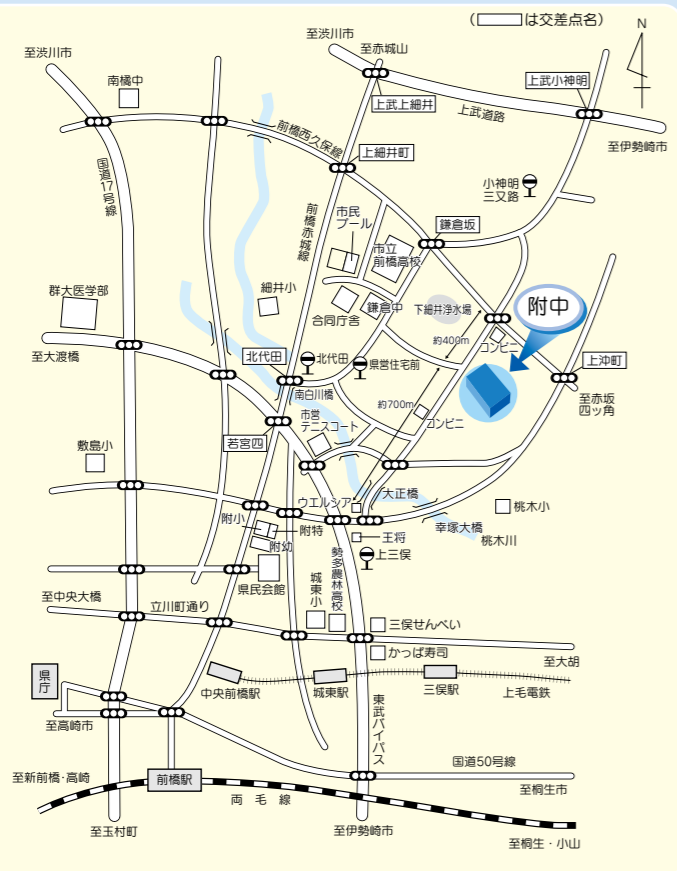 (□は交差点名)
N
至渋川市
至赤城山
至渋川市
南橘中
上武上細井
上武小神明
上武道路
至伊勢崎市
前橋西久保線
上細井町
国道17号線
前橋赤城線
小神明
三又路
市民
プール
鎌倉坂
市立
前橋高校
群大医学部
細井小
合同庁舎
鎌倉中
下細井浄水場
附中
約400m
コンビニ
至大渡橋
北代田
北代田
県営住宅前
上沖町
南白川橋
至赤坂
四ッ角
約700m
コンビニ
若宮四
市営
テニスコート
敷島小
ウエルシア
大正橋
桃木小
附小
附特
附幼
幸塚大橋
桃木川
王将
上三俣
県民会館
城東小
勢多農林高校
至中央大橋
立川町通り
三俣せんべい
かっぱ寿司
至大胡
県庁
中央前橋駅
城東駅
三俣駅
上毛電鉄
至高崎市
東武バイパス
国道50号線
至新前橋・高崎
前橋駅
至桐生市
両毛線
至玉村町
至伊勢崎市
至桐生・小山